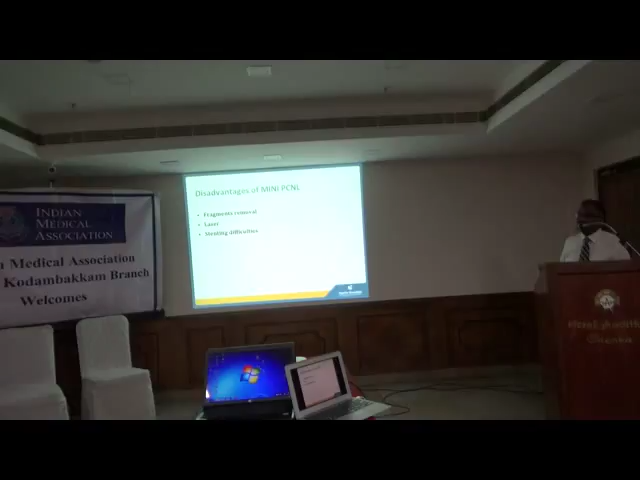 INDIAN
MEDICAL
ASSOCIATION
Medical Association
Kodambakkam Branch
Welcomes
Disadvantages of MINI PCNL
• Fragments removal
• Laser
• Stenting difficulties